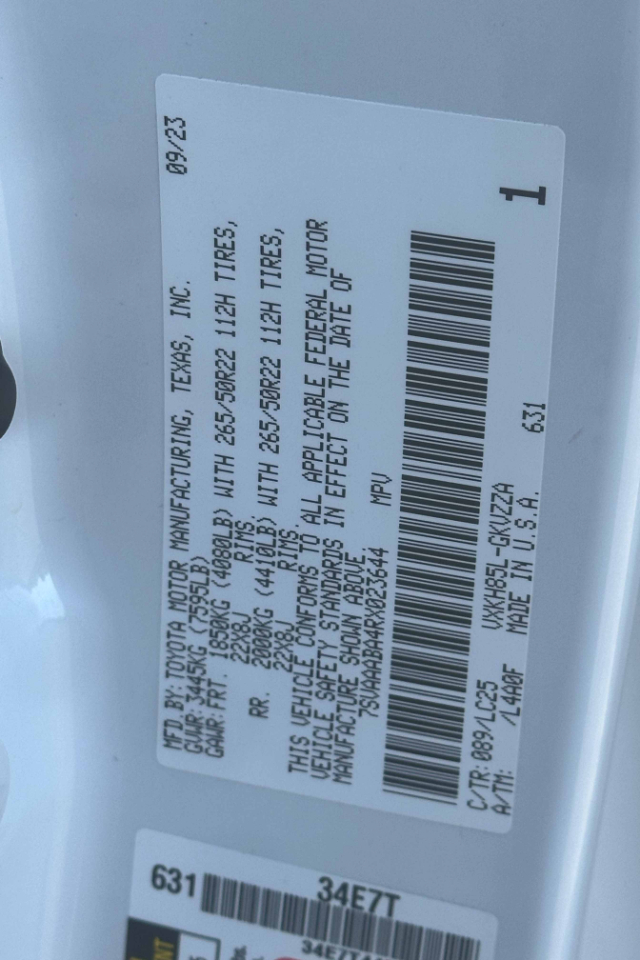 MFD.BY:TOYOTA MOTOR MANUFACTURING, TEXAS, INC. 09/23
GVWR:3445KG (7595LB)
GAWR:FRT. 1850KG (4080LB) WITH 265/50R22 112H TIRES,
22X8J RIMS.
RR. 2000KG (4410LB) WITH 265/50R22 112H TIRES,
22X8J RIMS.
THIS VEHICLE CONFORMS TO ALL APPLICABLE FEDERAL MOTOR
VEHICLE SAFETY STANDARDS IN EFFECT ON THE DATE OF
MANUFACTURE SHOWN ABOVE.
7SVAAABA4RX023644 MPV
1
C/TR: 089/LC25 VXKH85L-GKVZZA
A/TM: /L4A0F MADE IN U.S.A. 631
631
34E7T